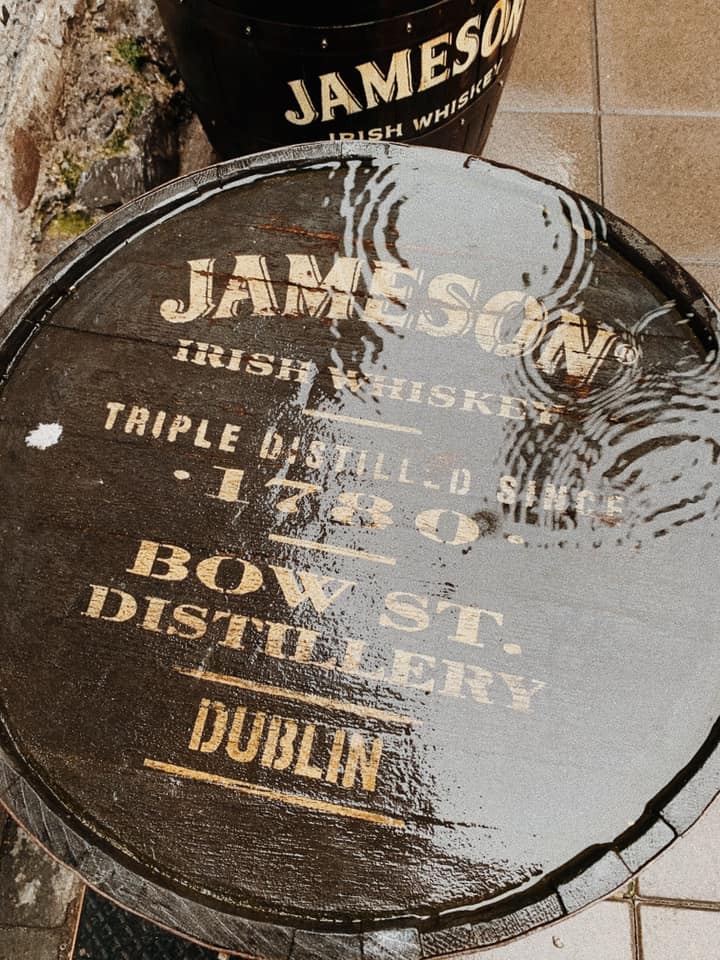 JAMESON
IRISH WHISKEY
JAMESON®
IRISH WHISKEY
TRIPLE DISTILLED SINCE
·1780·
BOW ST.
DISTILLERY
DUBLIN